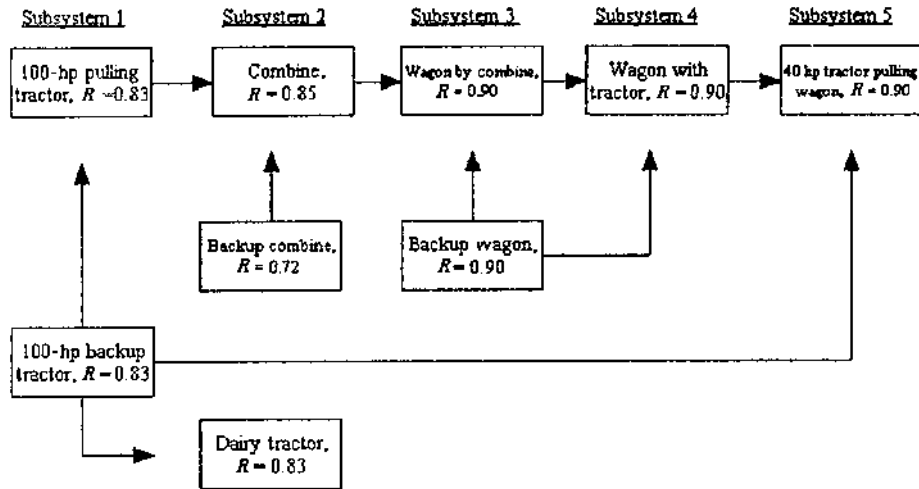 Subsystem 1
Subsystem 2
Subsystem 3
Subsystem 4
Subsystem 5
100-hp pulling
tractor, R = 0.83
Combine,
R = 0.85
Wagon by combine,
R = 0.90
Wagon with
tractor, R = 0.90
40 hp tractor pulling
wagon, R = 0.90
Backup combine,
R = 0.72
Backup wagon,
R = 0.90
100-hp backup
tractor, R = 0.83
Dairy tractor,
R = 0.83